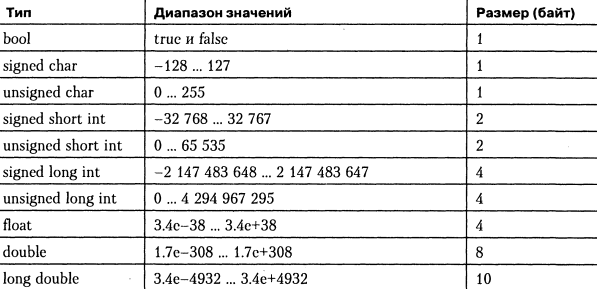 Тип Диапазон значений Размер (байт)
bool true и false 1
signed char −128 ... 127 1
unsigned char 0 ... 255 1
signed short int −32 768 ... 32 767 2
unsigned short int 0 ... 65 535 2
signed long int −2 147 483 648 ... 2 147 483 647 4
unsigned long int 0 ... 4 294 967 295 4
float 3.4e−38 ... 3.4e+38 4
double 1.7e−308 ... 1.7e+308 8
long double 3.4e−4932 ... 3.4e+4932 10